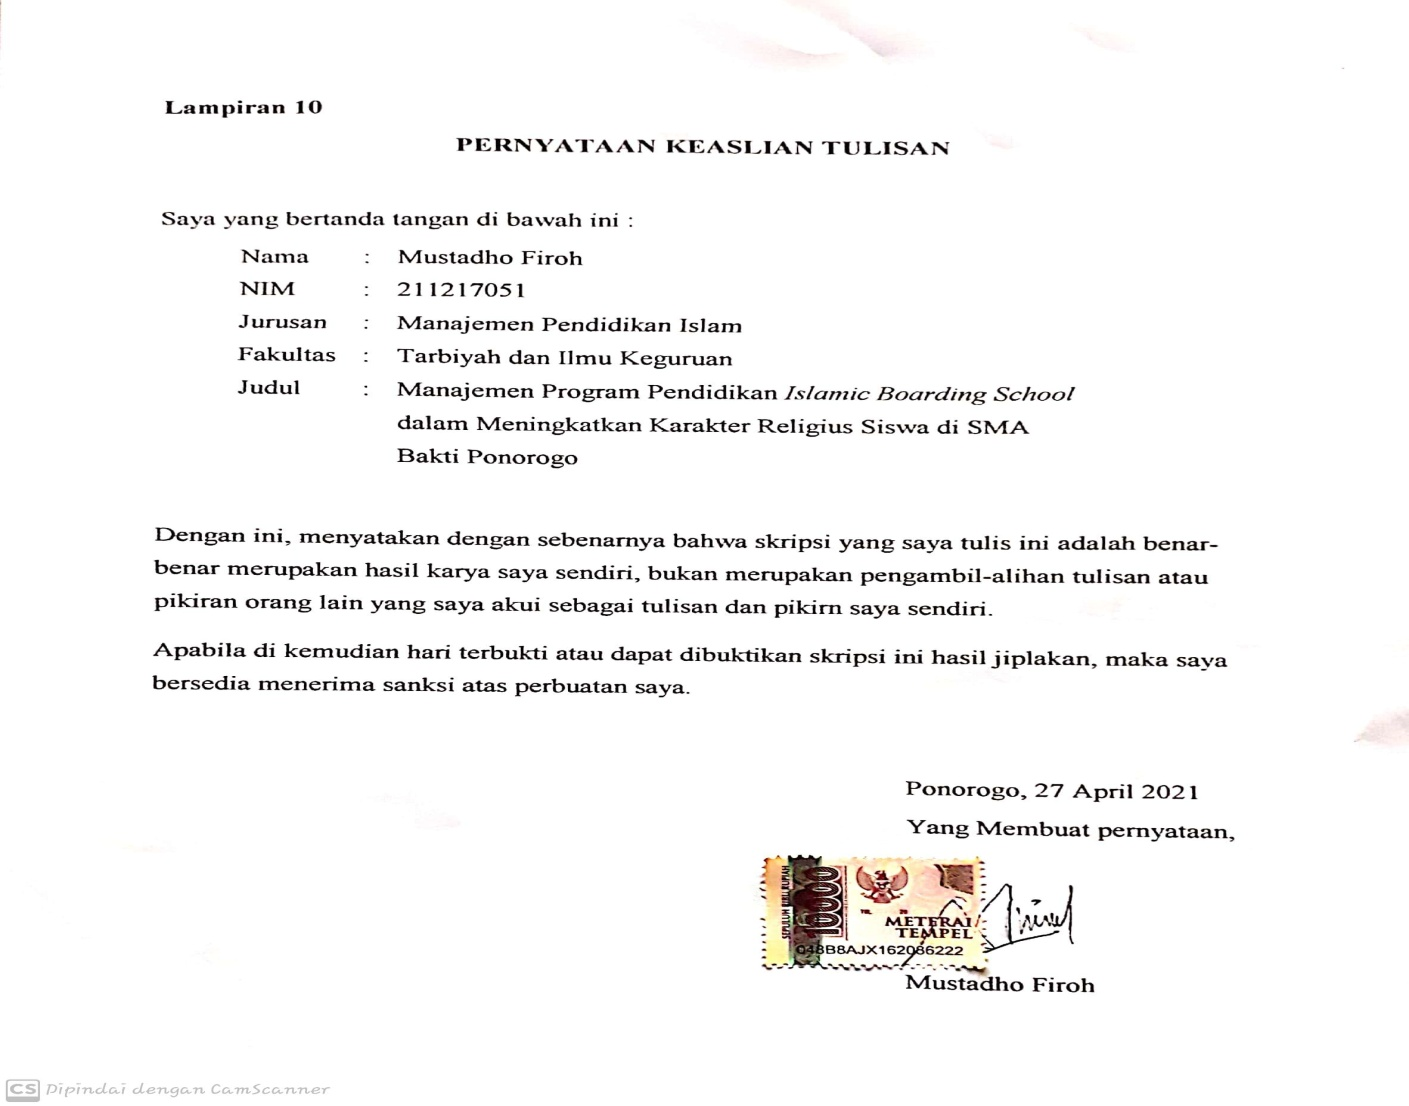 Lampiran 10
PERNYATAAN KEASLIAN TULISAN
Saya yang bertanda tangan di bawah ini :
Nama : Mustadho Firoh
NIM : 211217051
Jurusan : Manajemen Pendidikan Islam
Fakultas : Tarbiyah dan Ilmu Keguruan
Judul : Manajemen Program Pendidikan Islamic Boarding School
dalam Meningkatkan Karakter Religius Siswa di SMA
Bakti Ponorogo
Dengan ini, menyatakan dengan sebenarnya bahwa skripsi yang saya tulis ini adalah benar-
benar merupakan hasil karya saya sendiri, bukan merupakan pengambil-alihan tulisan atau
pikiran orang lain yang saya akui sebagai tulisan dan pikirn saya sendiri.
Apabila di kemudian hari terbukti atau dapat dibuktikan skripsi ini hasil jiplakan, maka saya
bersedia menerima sanksi atas perbuatan saya.
Ponorogo, 27 April 2021
Yang Membuat pernyataan,
SEPULUH RIBU RUPIAH
10000
TGL. 20
METERAI
TEMPEL
048B8AJX162086222
Mustadho Firoh
CS Dipindai dengan CamScanner